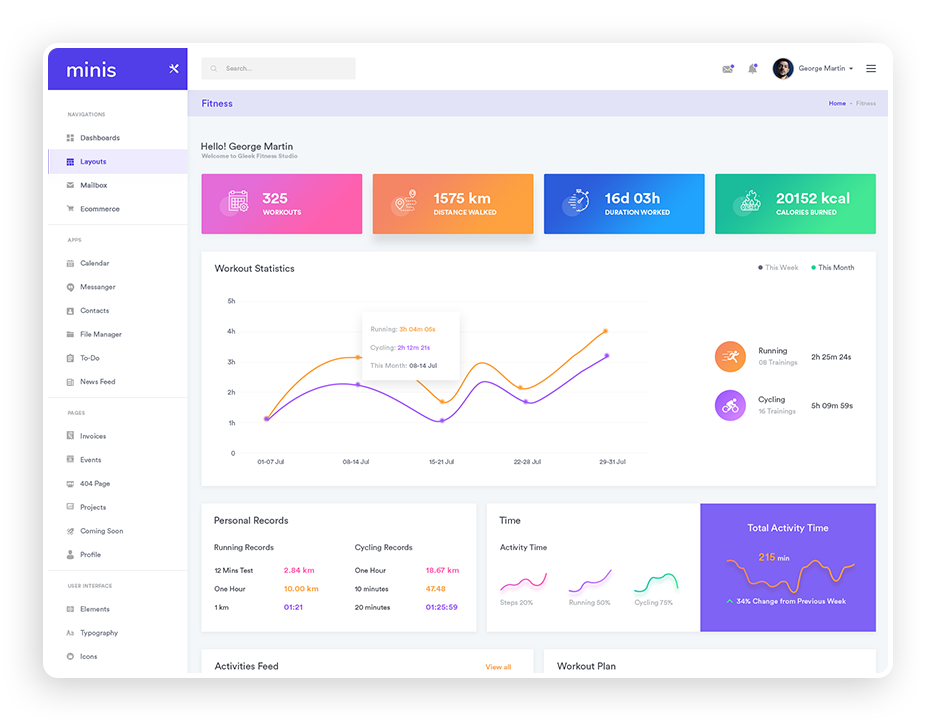 minis
Search...
George Martin
Fitness
Home - Fitness
NAVIGATIONS
Dashboards
Layouts
Mailbox
Ecommerce
APPS
Calendar
Messanger
Contacts
File Manager
To-Do
News Feed
PAGES
Invoices
Events
404 Page
Projects
Coming Soon
Profile
USER INTERFACE
Elements
Aa Typography
Icons
Hello! George Martin
Welcome to Gleek Fitness Studio
325
WORKOUTS
1575 km
DISTANCE WALKED
16d 03h
DURATION WORKED
20152 kcal
CALORIES BURNED
Workout Statistics
This Week
This Month
5h
4h
3h
2h
1h
0
01-07 Jul
08-14 Jul
15-21 Jul
22-28 Jul
29-31 Jul
Running: 3h 04m 05s
Cycling: 2h 12m 21s
This Month: 08-14 Jul
Running
08 Trainings
2h 25m 24s
Cycling
16 Trainings
5h 09m 59s
Personal Records
Running Records
12 Mins Test 2.84 km
One Hour 10.00 km
1 km 01:21
Cycling Records
One Hour 18.67 km
10 minutes 47.48
20 minutes 01:25:59
Time
Activity Time
Steps 20%
Running 50%
Cycling 75%
Total Activity Time
215 min
34% Change from Previous Week
Activities Feed
View all
Workout Plan